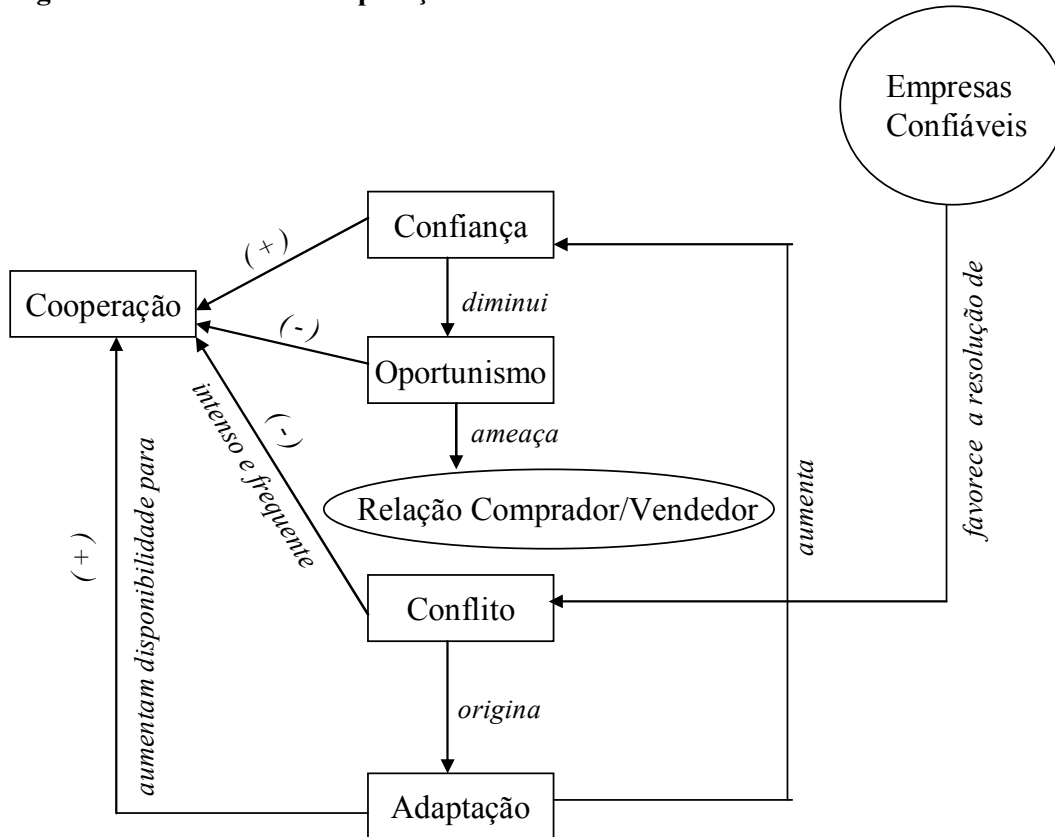 Empresas
Confiáveis
Confiança
( + )
diminui
Cooperação
( - )
Oportunismo
ameaça
( - )
intenso e frequente
Relação Comprador/Vendedor
aumenta
favorece a resolução de
Conflito
( + )
aumentam disponibilidade para
origina
Adaptação